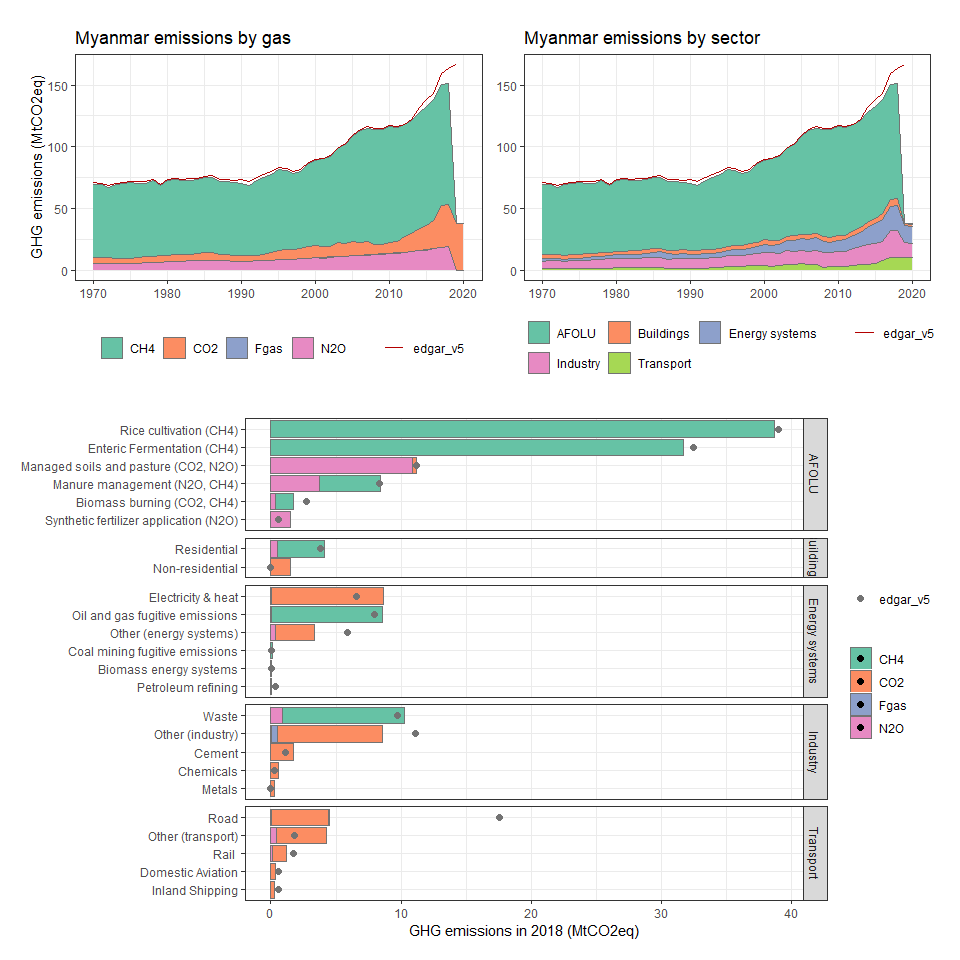 Myanmar emissions by gas
GHG emissions (MtCO2eq)
150
100
50
0
1970 1980 1990 2000 2010 2020
CH4 CO2 Fgas N2O edgar_v5
Myanmar emissions by sector
150
100
50
0
1970 1980 1990 2000 2010 2020
AFOLU Buildings Energy systems edgar_v5
Industry Transport
Rice cultivation (CH4)
Enteric Fermentation (CH4)
Managed soils and pasture (CO2, N2O)
Manure management (N2O, CH4)
Biomass burning (CO2, CH4)
Synthetic fertilizer application (N2O)
AFOLU
Residential
Non-residential
uilding
Electricity & heat
Oil and gas fugitive emissions
Other (energy systems)
Coal mining fugitive emissions
Biomass energy systems
Petroleum refining
Energy systems
Waste
Other (industry)
Cement
Chemicals
Metals
Industry
Road
Other (transport)
Rail
Domestic Aviation
Inland Shipping
Transport
0 10 20 30 40
GHG emissions in 2018 (MtCO2eq)
edgar_v5
CH4
CO2
Fgas
N2O